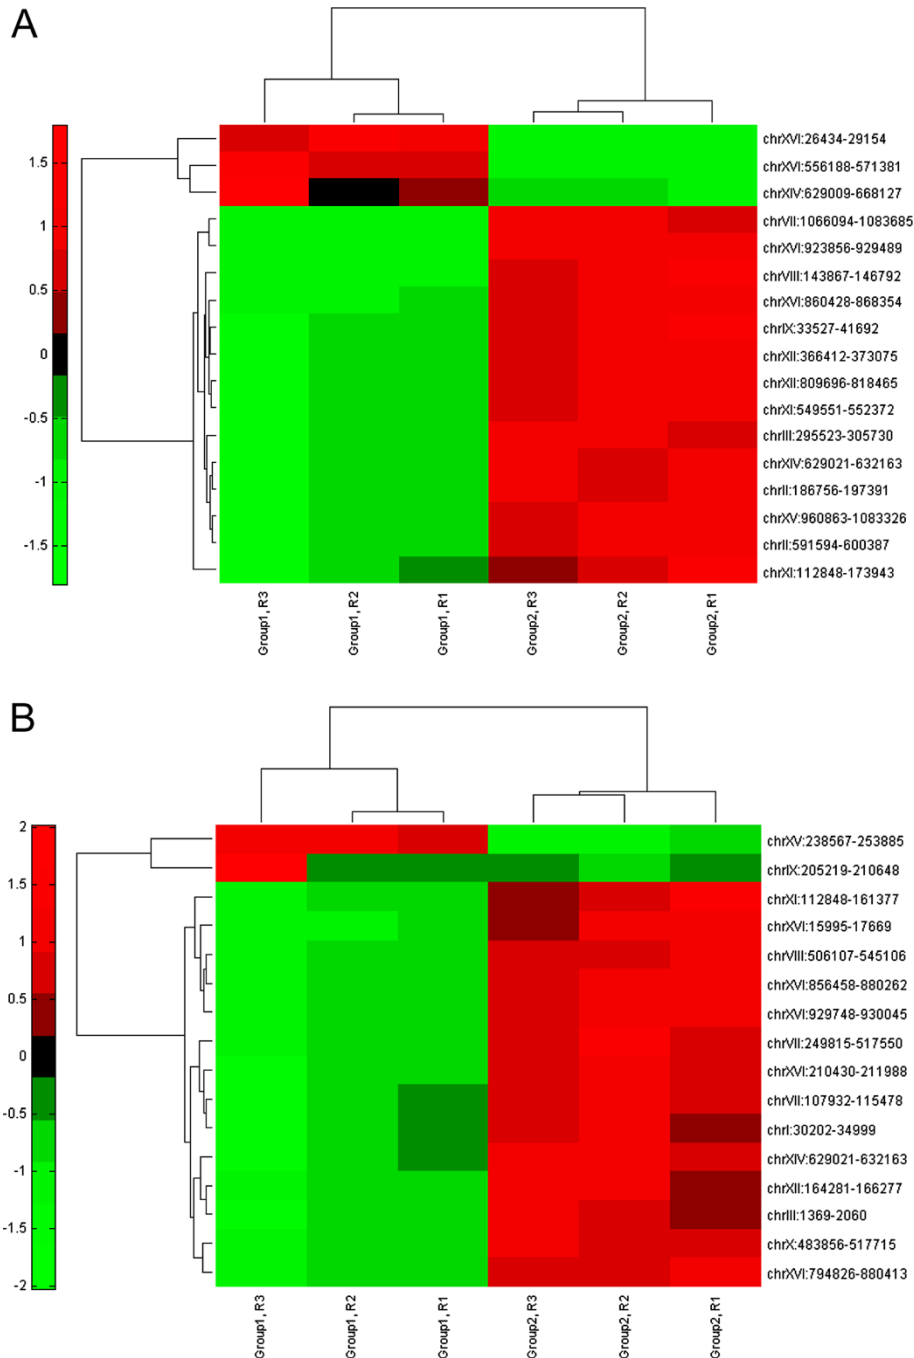 A
1.5
1
0.5
0
-0.5
-1
-1.5
chrXVI:26434-29154
chrXVI:556188-571381
chrXIV:629009-668127
chrVII:1066094-1083685
chrXVI:923856-929489
chrVIII:143867-146792
chrXVI:860428-868354
chrIX:33527-41692
chrXII:366412-373075
chrXII:809696-818465
chrXI:549551-552372
chrIII:295523-305730
chrXIV:629021-632163
chrII:186756-197391
chrXV:960863-1083326
chrII:591594-600387
chrXI:112848-173943
Group1, R3
Group1, R2
Group1, R1
Group2, R3
Group2, R2
Group2, R1
B
2
1.5
1
0.5
0
-0.5
-1
-1.5
-2
chrXV:238567-253885
chrIX:205219-210648
chrXI:112848-161377
chrXVI:15995-17669
chrVIII:506107-545106
chrXVI:856458-880262
chrXVI:929748-930045
chrVII:249815-517550
chrXVI:210430-211988
chrVII:107932-115478
chrI:30202-34999
chrXIV:629021-632163
chrXII:164281-166277
chrIII:1369-2060
chrX:483856-517715
chrXVI:794826-880413
Group1, R3
Group1, R2
Group1, R1
Group2, R3
Group2, R2
Group2, R1